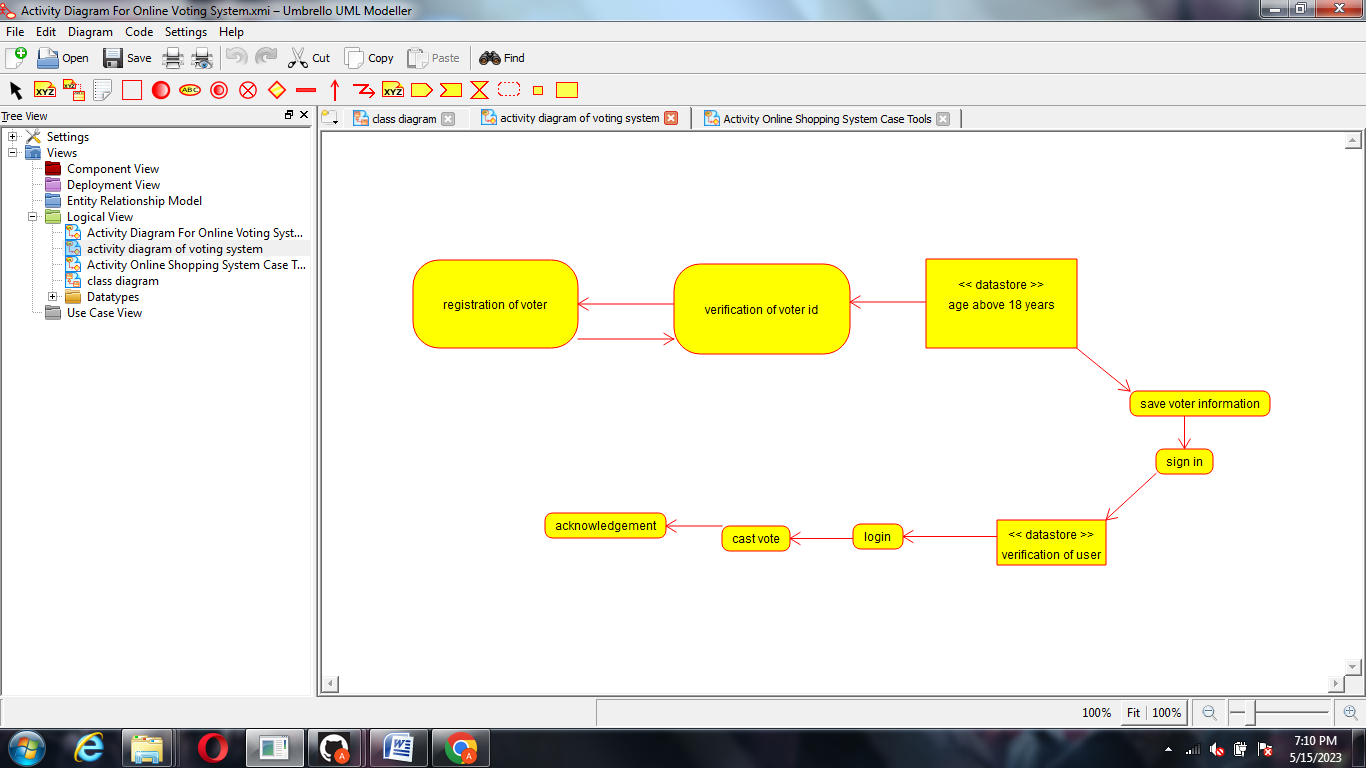 Activity Diagram For Online Voting System.xmi – Umbrello UML Modeller
File Edit Diagram Code Settings Help
Open Save Cut Copy Paste Find
XYZ XYZ ABC XYZ
Tree View
Settings
Views
Component View
Deployment View
Entity Relationship Model
Logical View
Activity Diagram For Online Voting Syst...
activity diagram of voting system
Activity Online Shopping System Case T...
class diagram
Datatypes
Use Case View
class diagram
activity diagram of voting system
Activity Online Shopping System Case Tools
registration of voter
verification of voter id
<< datastore >>
age above 18 years
save voter information
sign in
<< datastore >>
verification of user
login
cast vote
acknowledgement
100% Fit 100%
A
W
A
7:10 PM
5/15/2023